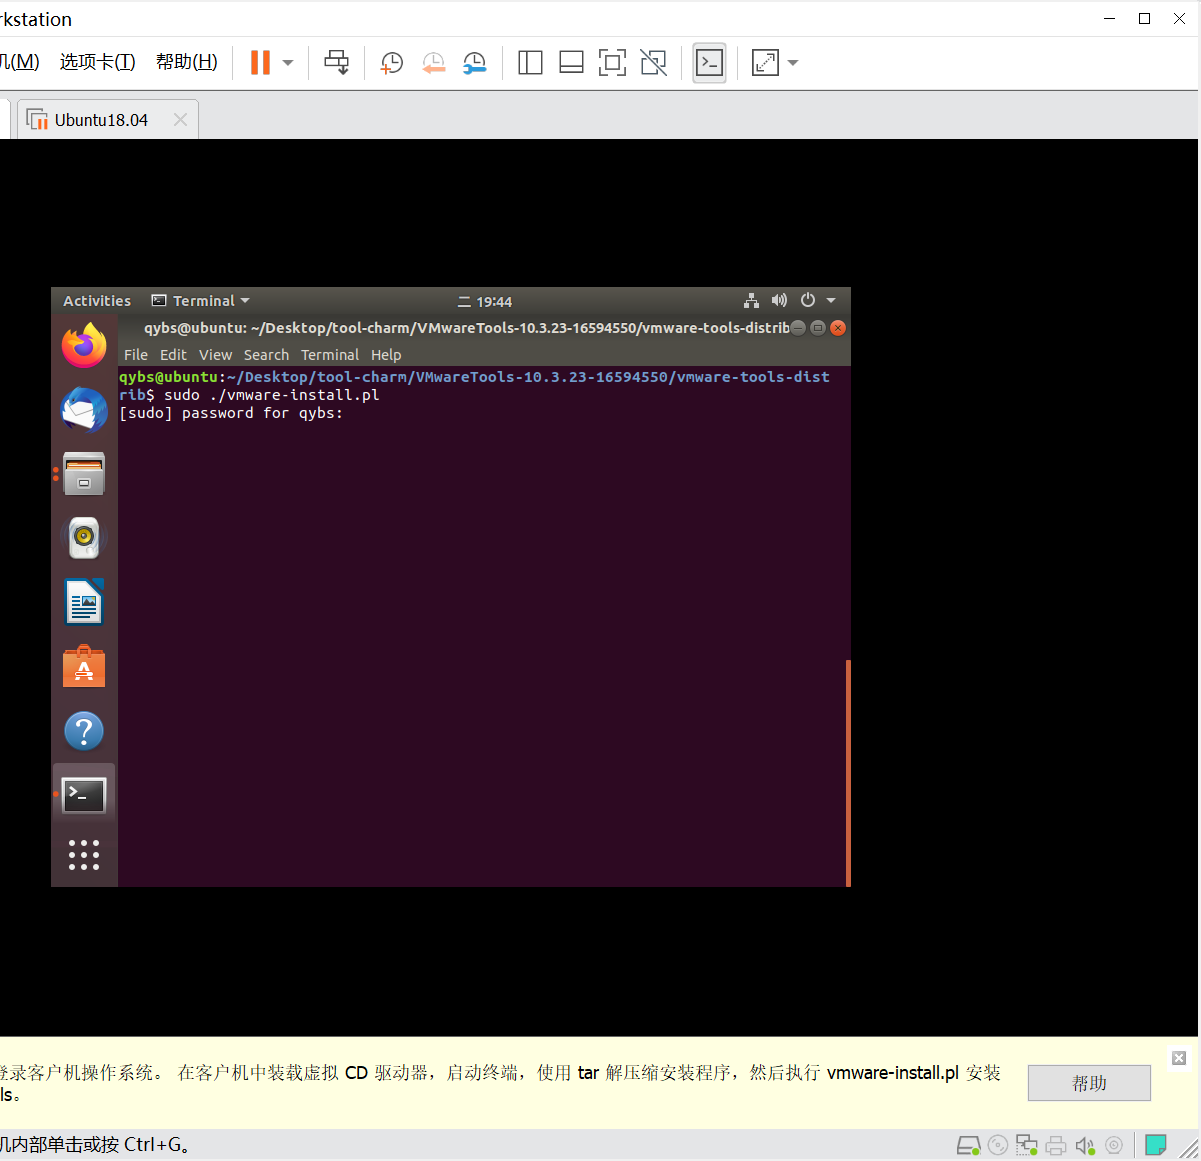 rkstation
机(M) 选项卡(T) 帮助(H)
Ubuntu18.04
Activities Terminal 二 19:44
qybs@ubuntu: ~/Desktop/tool-charm/VMwareTools-10.3.23-16594550/vmware-tools-distrib
File Edit View Search Terminal Help
qybs@ubuntu:~/Desktop/tool-charm/VMwareTools-10.3.23-16594550/vmware-tools-dist
rib$ sudo ./vmware-install.pl
[sudo] password for qybs:
登录客户机操作系统。 在客户机中装载虚拟 CD 驱动器，启动终端，使用 tar 解压缩安装程序，然后执行 vmware-install.pl 安装
ls。
帮助
机内部单击或按 Ctrl+G。